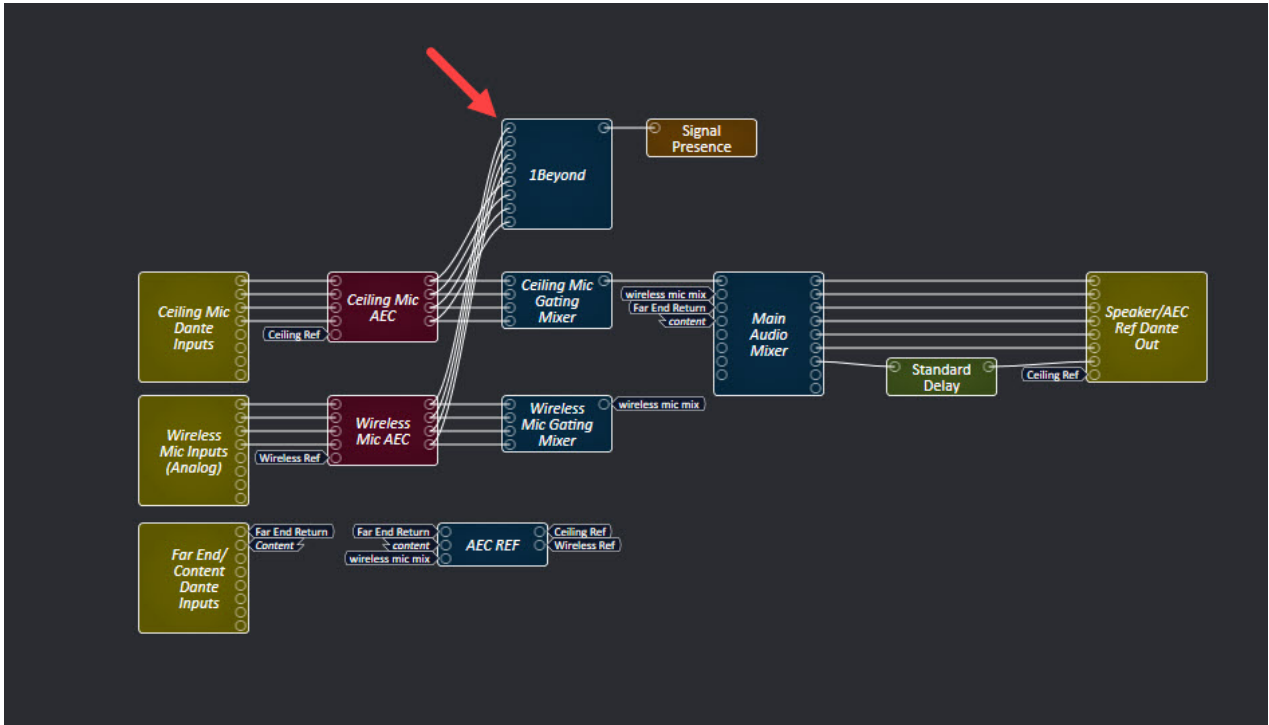 1Beyond
Signal
Presence
Ceiling Mic
Dante
Inputs
Ceiling Ref
Ceiling Mic
AEC
Ceiling Mic
Gating
Mixer
wireless mic mix
Far End Return
content
Main
Audio
Mixer
Standard
Delay
Ceiling Ref
Speaker/AEC
Ref Dante
Out
Wireless
Mic Inputs
(Analog)
Wireless Ref
Wireless
Mic AEC
Wireless
Mic Gating
Mixer
wireless mic mix
Far End/
Content
Dante
Inputs
Far End Return
Content
Far End Return
content
wireless mic mix
AEC REF
Ceiling Ref
Wireless Ref